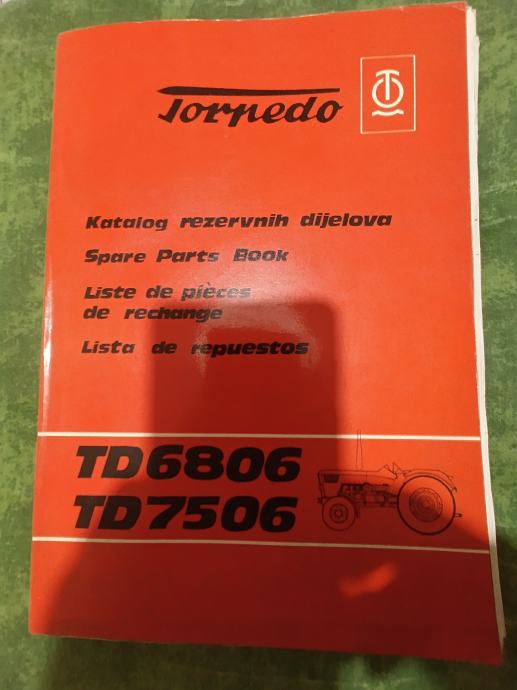 Torpedo
Katalog rezervnih dijelova
Spare Parts Book
Liste de pièces
de rechange
Lista de repuestos
TD6806
TD7506